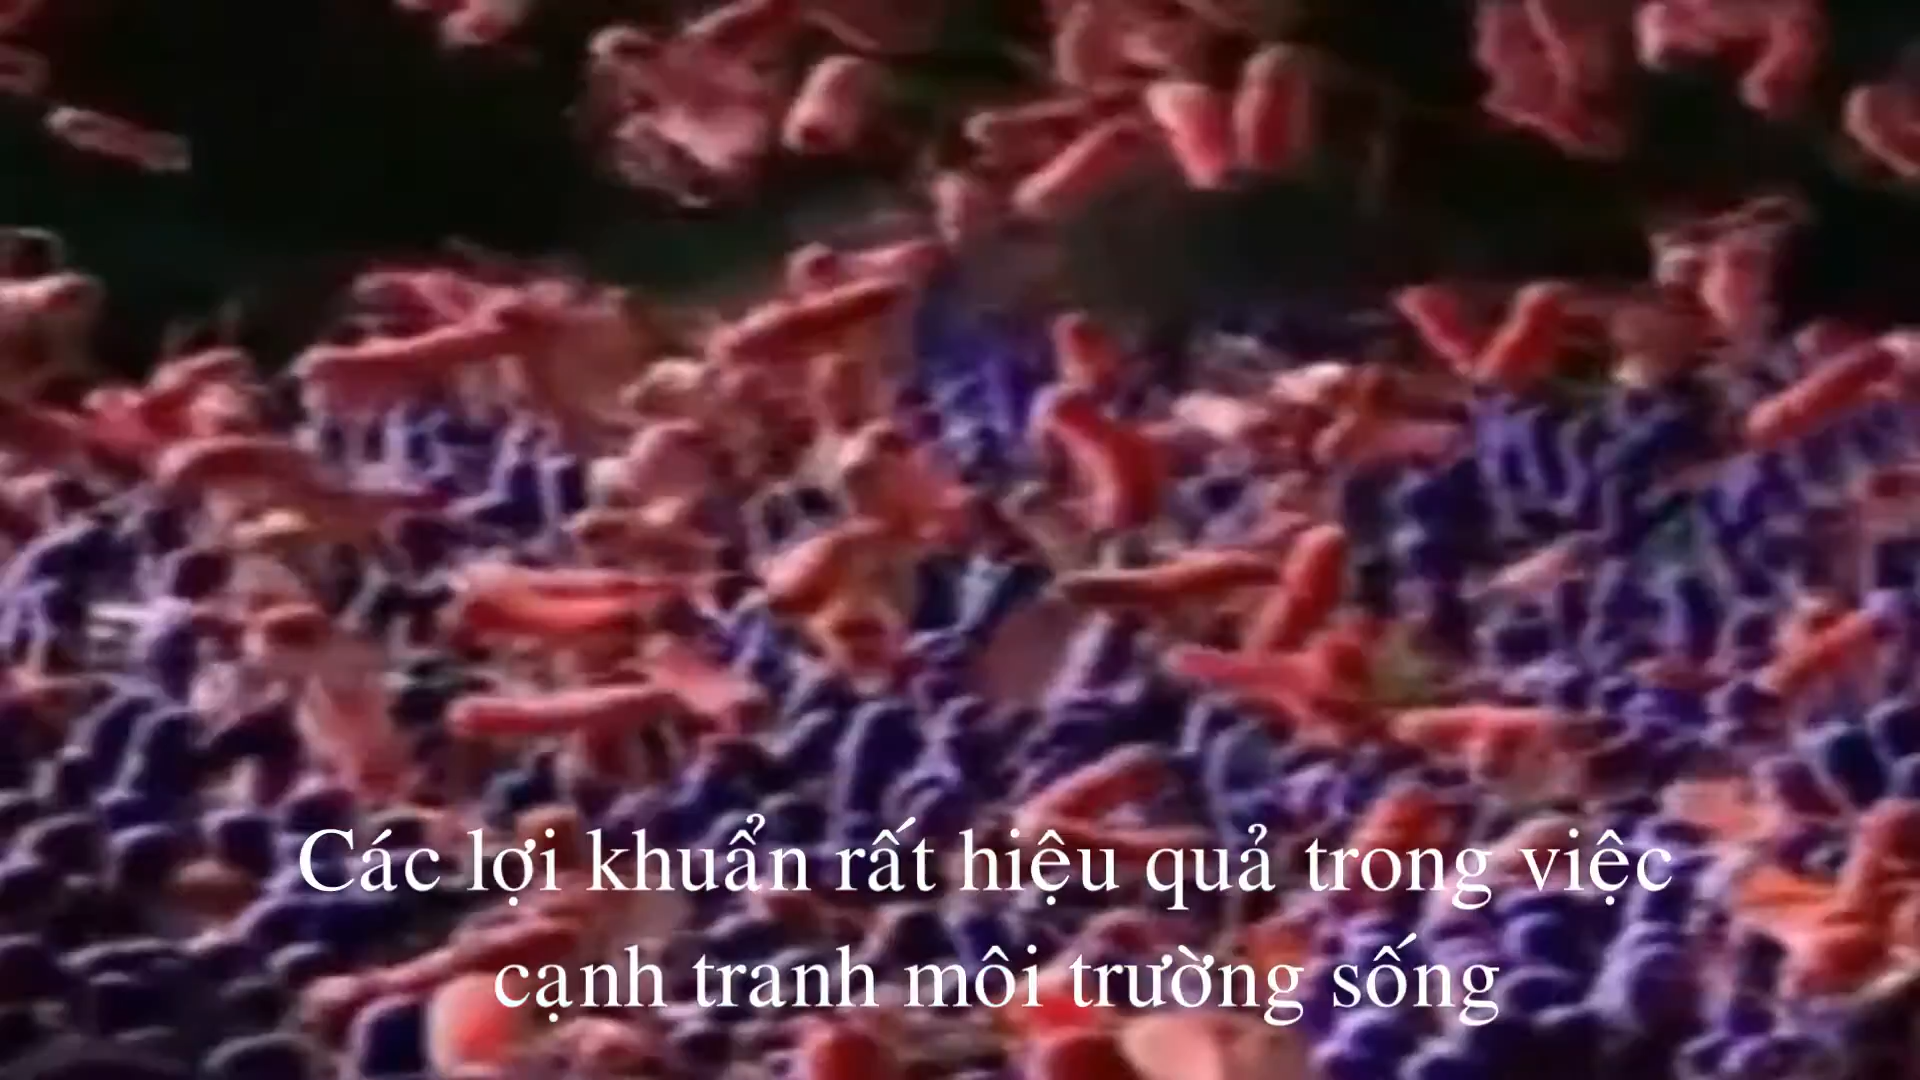 Các lợi khuẩn rất hiệu quả trong việc
cạnh tranh môi trường sống